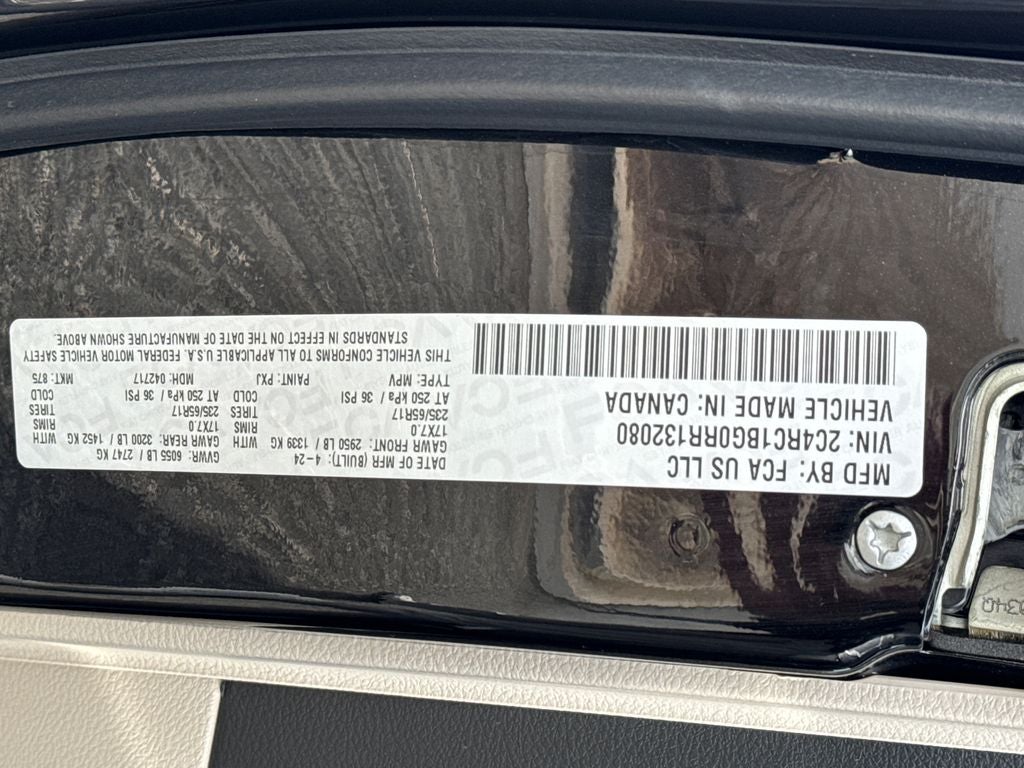 MFD BY: FCA US LLC
VIN: 2C4RC1BG0RR132080
VEHICLE MADE IN: CANADA
DATE OF MFR (BUILT): 4-24 GVWR: 6055 LB / 2747 KG
GAWR FRONT: 2950 LB / 1339 KG WITH GAWR REAR: 3200 LB / 1452 KG WITH
17X7.0 RIMS 17X7.0 RIMS
235/65R17 TIRES 235/65R17 TIRES
AT 250 kPa / 36 PSI COLD AT 250 kPa / 36 PSI COLD
TYPE: MPV PAINT: PXJ MDH: 042717 MKT: 875
THIS VEHICLE CONFORMS TO ALL APPLICABLE U.S.A. FEDERAL MOTOR VEHICLE SAFETY
STANDARDS IN EFFECT ON THE DATE OF MANUFACTURE SHOWN ABOVE.